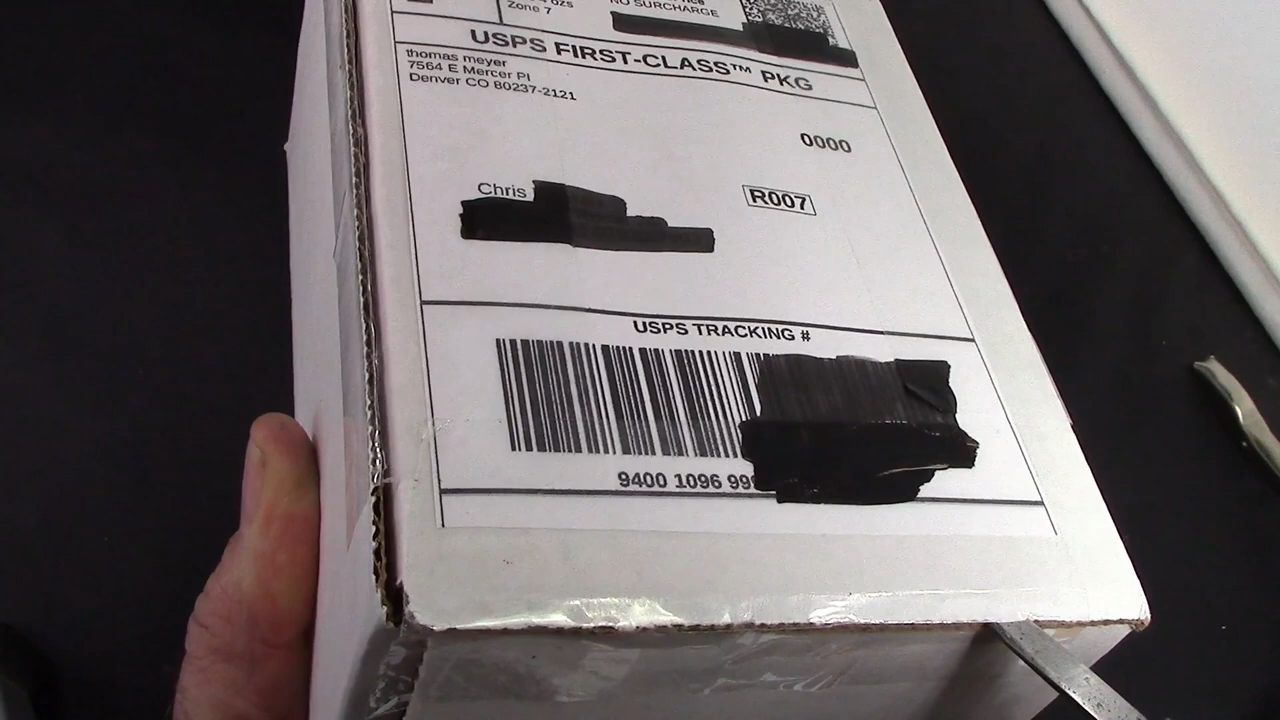 ozs
Zone 7
NO SURCHARGE
USPS FIRST-CLASS™ PKG
thomas meyer
7564 E Mercer Pl
Denver CO 80237-2121
0000
Chris
R007
USPS TRACKING #
9400 1096 99